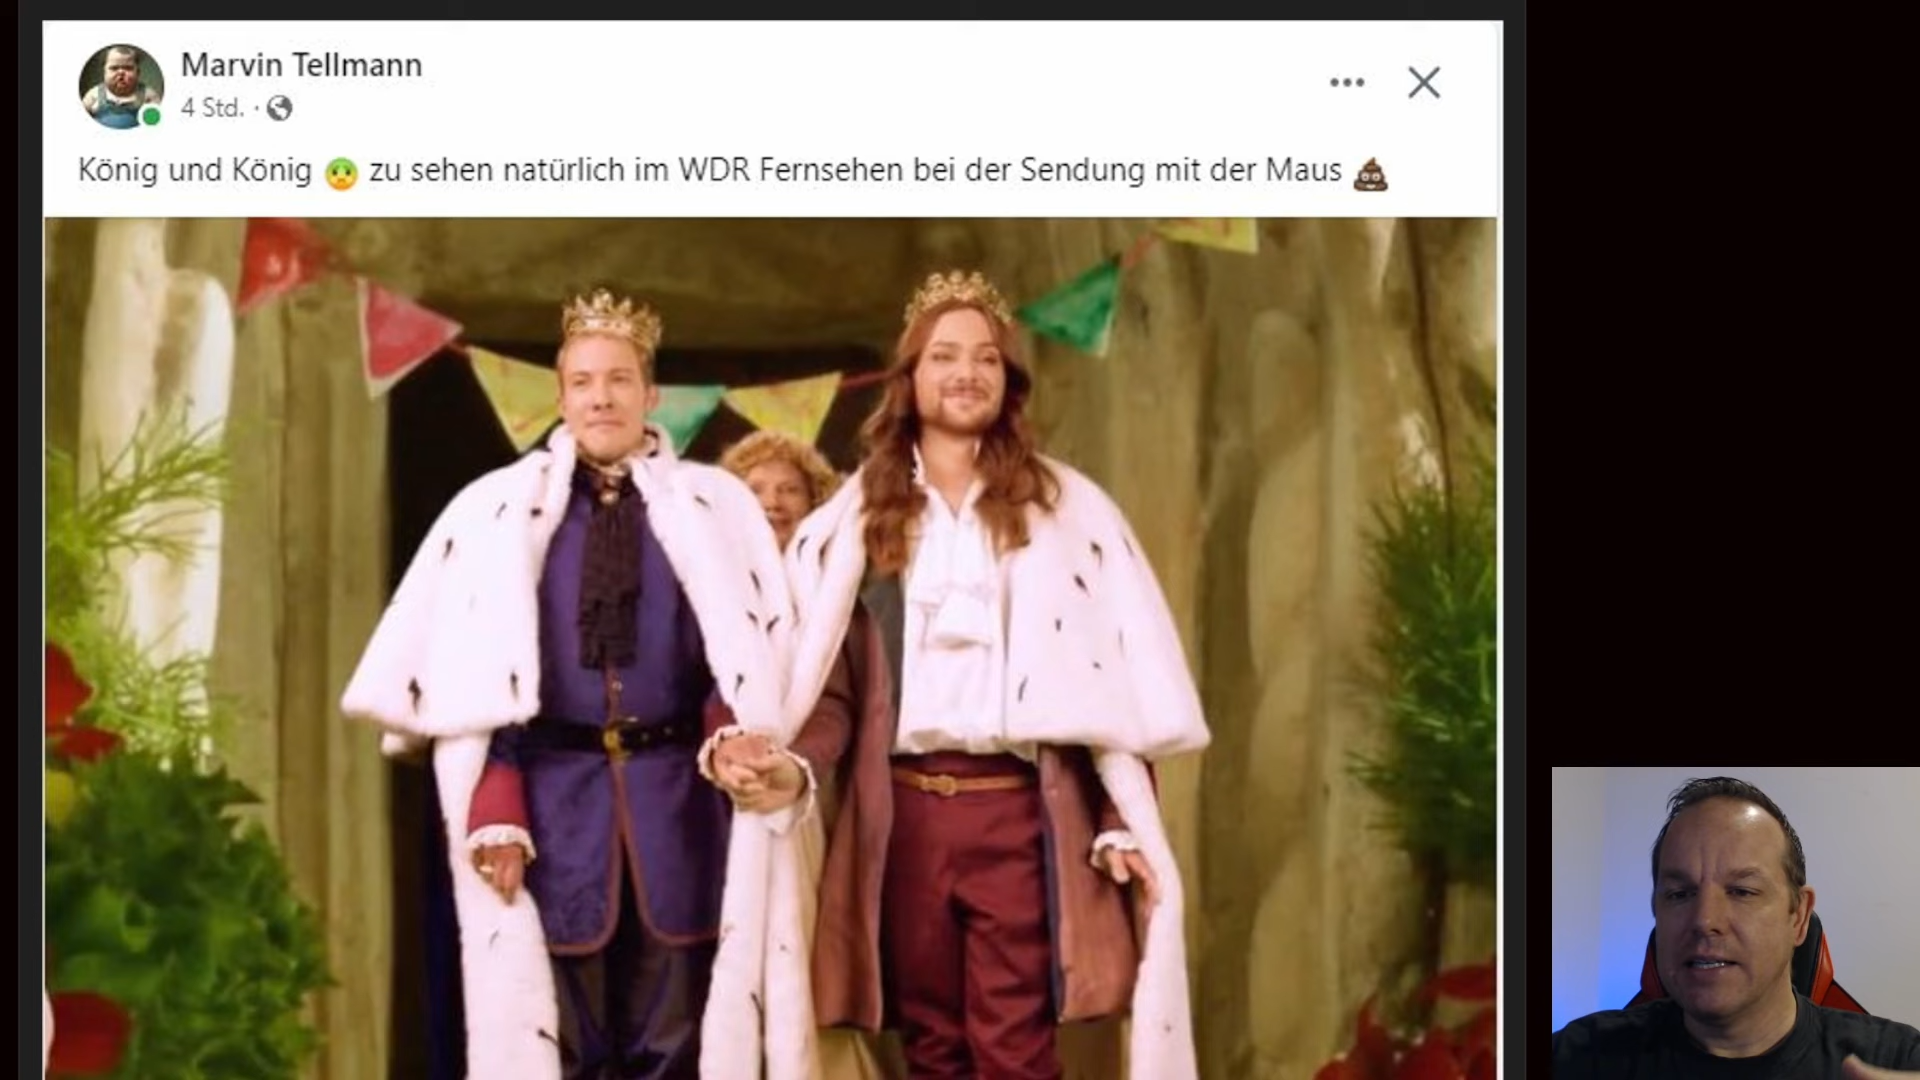 Marvin Tellmann
4 Std. ·
König und König 🤢 zu sehen natürlich im WDR Fernsehen bei der Sendung mit der Maus 💩